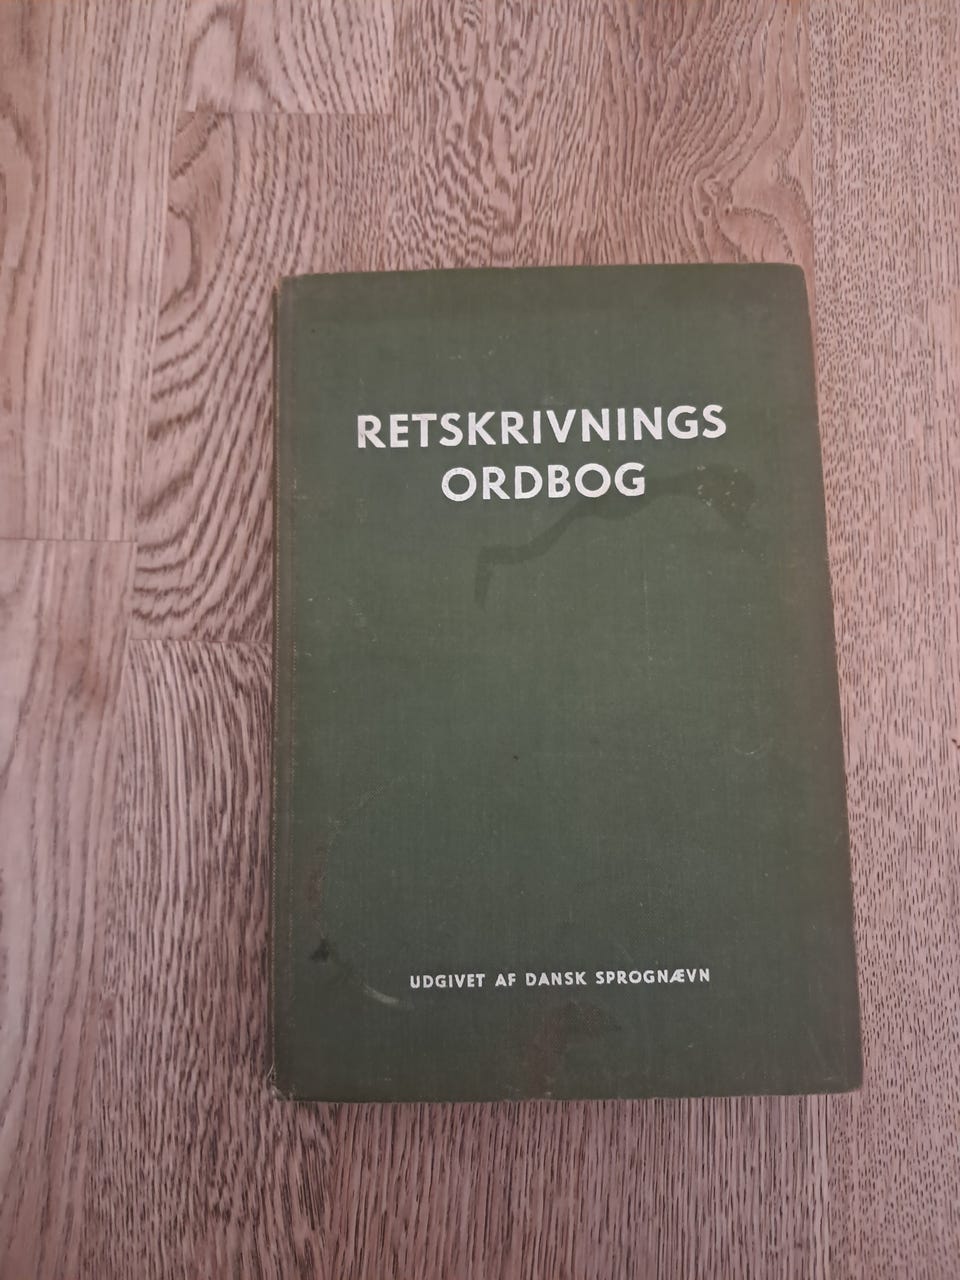 RETSKRIVNINGS
ORDBOG
UDGIVET AF DANSK SPROGNÆVN